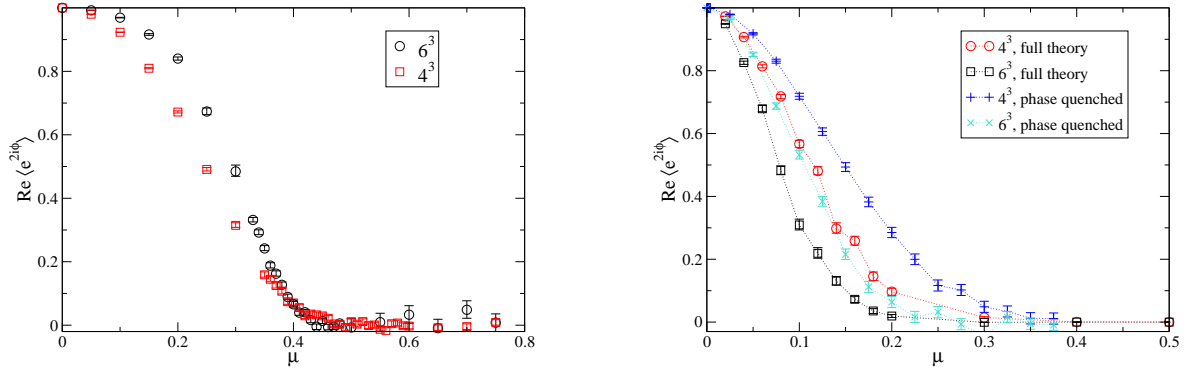 1
0.8
0.6
0.4
0.2
0
0 0.2 0.4 0.6 0.8
μ
Re ⟨e^{2iϕ}⟩
6^3
4^3
1
0.8
0.6
0.4
0.2
0
0 0.1 0.2 0.3 0.4 0.5
μ
Re ⟨e^{2iϕ}⟩
4^3, full theory
6^3, full theory
4^3, phase quenched
6^3, phase quenched